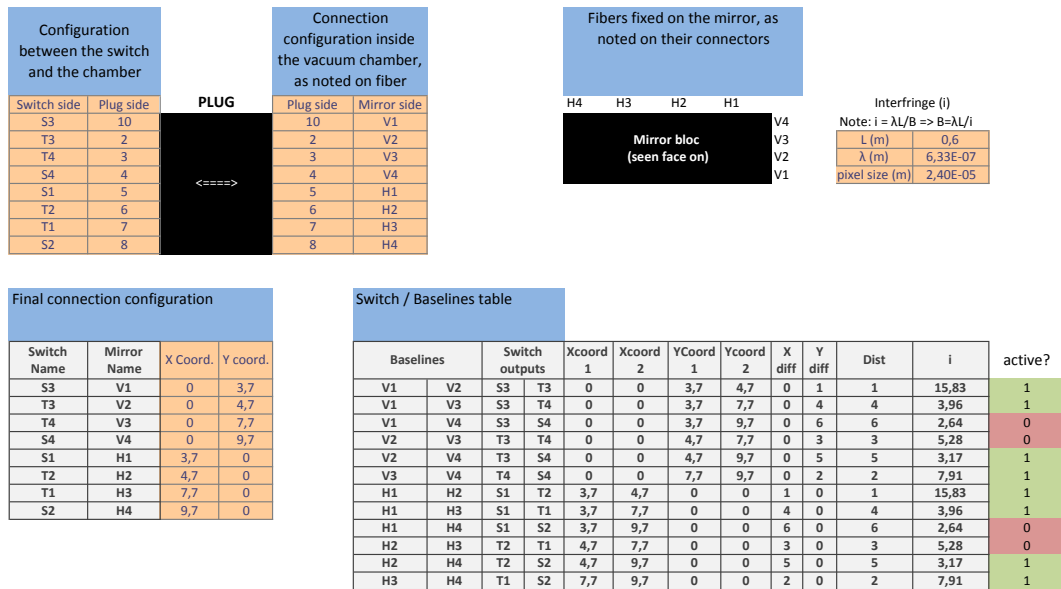 Configuration
between the switch
and the chamber
Connection
configuration inside
the vacuum chamber,
as noted on fiber
Fibers fixed on the mirror, as
noted on their connectors
Switch side Plug side PLUG Plug side Mirror side
S3 10 10 V1
T3 2 2 V2
T4 3 3 V3
S4 4 4 V4
<====>
S1 5 5 H1
T2 6 6 H2
T1 7 7 H3
S2 8 8 H4
H4 H3 H2 H1
V4
V3
V2
V1
Mirror bloc
(seen face on)
Interfringe (i)
Note: i = λL/B => B=λL/i
L (m) 0,6
λ (m) 6,33E-07
pixel size (m) 2,40E-05
Final connection configuration
Switch Name Mirror Name X Coord. Y coord.
S3 V1 0 3,7
T3 V2 0 4,7
T4 V3 0 7,7
S4 V4 0 9,7
S1 H1 3,7 0
T2 H2 4,7 0
T1 H3 7,7 0
S2 H4 9,7 0
Switch / Baselines table
Baselines Switch outputs Xcoord 1 Xcoord 2 YCoord 1 Ycoord 2 X diff Y diff Dist i active?
V1 V2 S3 T3 0 0 3,7 4,7 0 1 1 15,83 1
V1 V3 S3 T4 0 0 3,7 7,7 0 4 4 3,96 1
V1 V4 S3 S4 0 0 3,7 9,7 0 6 6 2,64 0
V2 V3 T3 T4 0 0 4,7 7,7 0 3 3 5,28 0
V2 V4 T3 S4 0 0 4,7 9,7 0 5 5 3,17 1
V3 V4 T4 S4 0 0 7,7 9,7 0 2 2 7,91 1
H1 H2 S1 T2 3,7 4,7 0 0 1 0 1 15,83 1
H1 H3 S1 T1 3,7 7,7 0 0 4 0 4 3,96 1
H1 H4 S1 S2 3,7 9,7 0 0 6 0 6 2,64 0
H2 H3 T2 T1 4,7 7,7 0 0 3 0 3 5,28 0
H2 H4 T2 S2 4,7 9,7 0 0 5 0 5 3,17 1
H3 H4 T1 S2 7,7 9,7 0 0 2 0 2 7,91 1